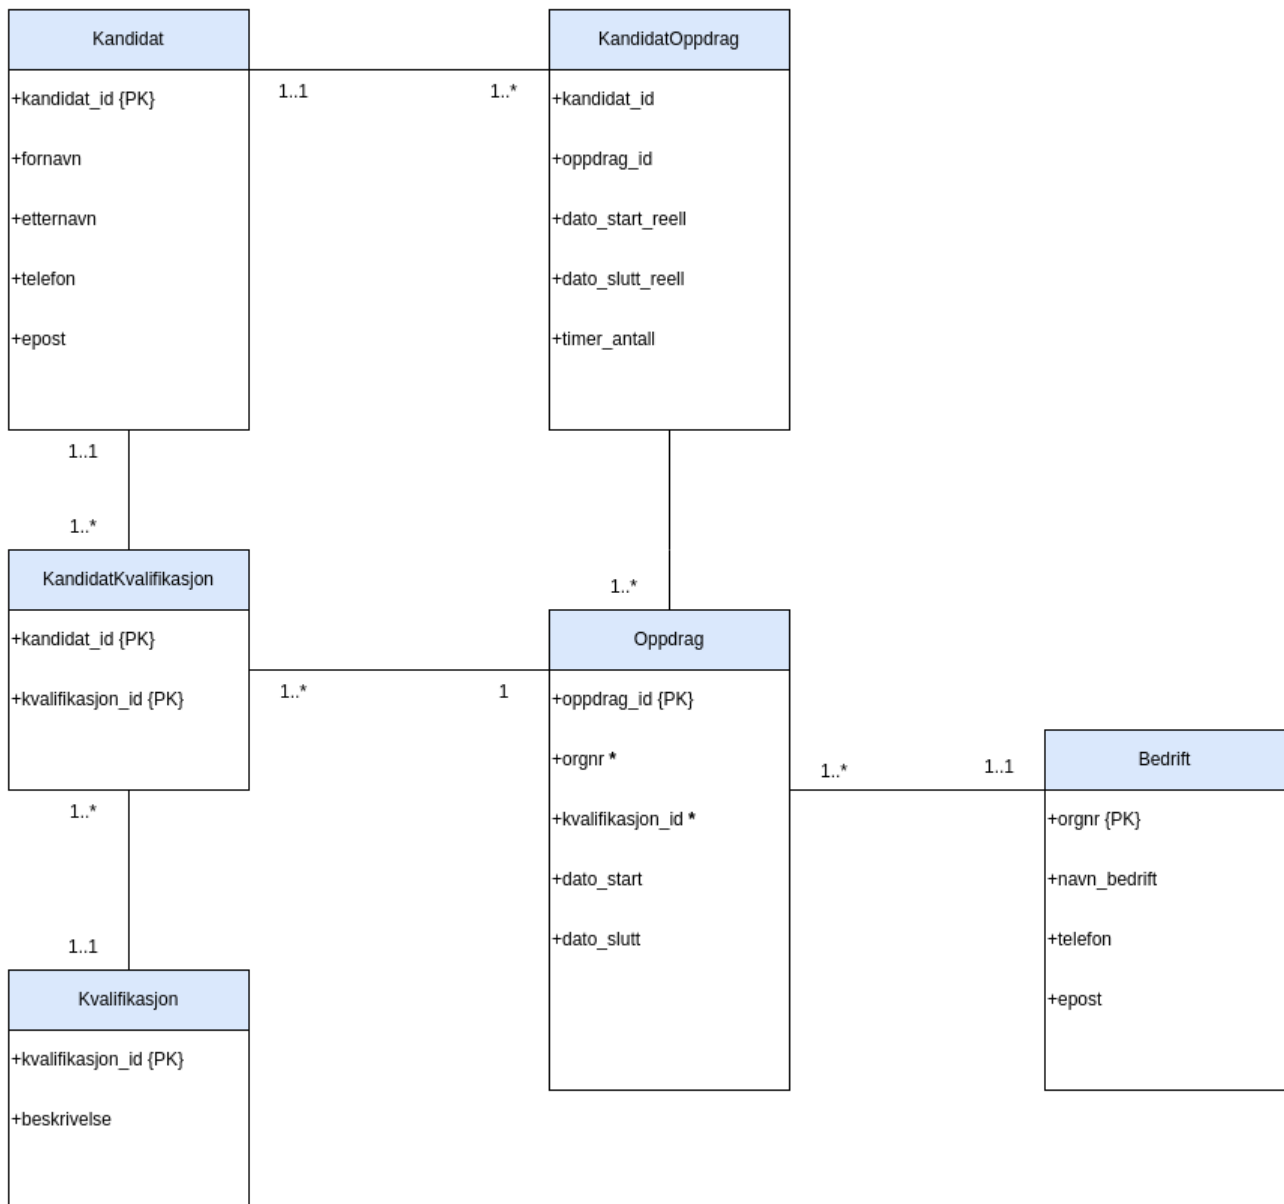 Kandidat
+kandidat_id {PK}
+fornavn
+etternavn
+telefon
+epost
1..1
1..*
KandidatOppdrag
+kandidat_id
+oppdrag_id
+dato_start_reell
+dato_slutt_reell
+timer_antall
1..1
1..*
KandidatKvalifikasjon
+kandidat_id {PK}
+kvalifikasjon_id {PK}
1..*
1
1..*
Oppdrag
+oppdrag_id {PK}
+orgnr *
+kvalifikasjon_id *
+dato_start
+dato_slutt
1..*
1..1
Bedrift
+orgnr {PK}
+navn_bedrift
+telefon
+epost
1..*
1..1
Kvalifikasjon
+kvalifikasjon_id {PK}
+beskrivelse